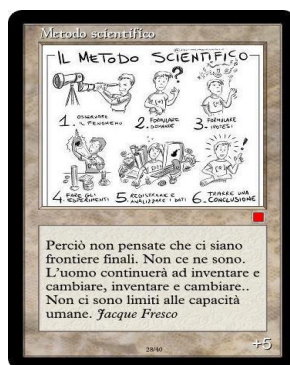 Metodo scientifico
IL METODO SCIENTIFICO
1. OSSERVARE
IL FENOMENO
2. FORMULARE
DOMANDE
3. FORMULARE
IPOTESI
4. FARE GLI
ESPERIMENTI
5. REGISTRARE E
ANALIZZARE I DATI
6. TRARRE UNA
CONCLUSIONE
Perciò non pensate che ci siano
frontiere finali. Non ce ne sono.
L'uomo continuerà ad inventare e
cambiare, inventare e cambiare..
Non ci sono limiti alle capacità
umane. Jacque Fresco
28/40
+5